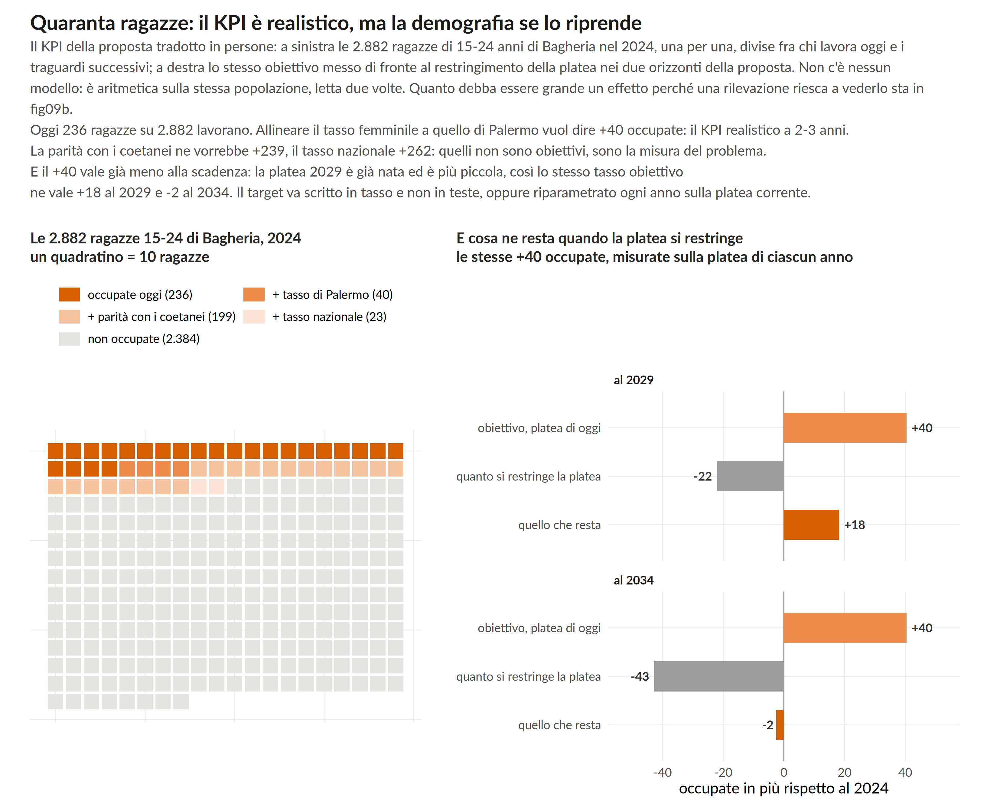 Quaranta ragazze: il KPI è realistico, ma la demografia se lo riprende
Il KPI della proposta tradotto in persone: a sinistra le 2.882 ragazze di 15-24 anni di Bagheria nel 2024, una per una, divise fra chi lavora oggi e i
traguardi successivi; a destra lo stesso obiettivo messo di fronte al restringimento della platea nei due orizzonti della proposta. Non c'è nessun
modello: è aritmetica sulla stessa popolazione, letta due volte. Quanto debba essere grande un effetto perché una rilevazione riesca a vederlo sta in
fig09b.
Oggi 236 ragazze su 2.882 lavorano. Allineare il tasso femminile a quello di Palermo vuol dire +40 occupate: il KPI realistico a 2-3 anni.
La parità con i coetanei ne vorrebbe +239, il tasso nazionale +262: quelli non sono obiettivi, sono la misura del problema.
E il +40 vale già meno alla scadenza: la platea 2029 è già nata ed è più piccola, così lo stesso tasso obiettivo
ne vale +18 al 2029 e -2 al 2034. Il target va scritto in tasso e non in teste, oppure riparametrato ogni anno sulla platea corrente.
Le 2.882 ragazze 15-24 di Bagheria, 2024
un quadratino = 10 ragazze
occupate oggi (236)
+ tasso di Palermo (40)
+ parità con i coetanei (199)
+ tasso nazionale (23)
non occupate (2.384)
E cosa ne resta quando la platea si restringe
le stesse +40 occupate, misurate sulla platea di ciascun anno
al 2029
obiettivo, platea di oggi
+40
quanto si restringe la platea
-22
quello che resta
+18
al 2034
obiettivo, platea di oggi
+40
quanto si restringe la platea
-43
quello che resta
-2
-40 -20 0 20 40
occupate in più rispetto al 2024